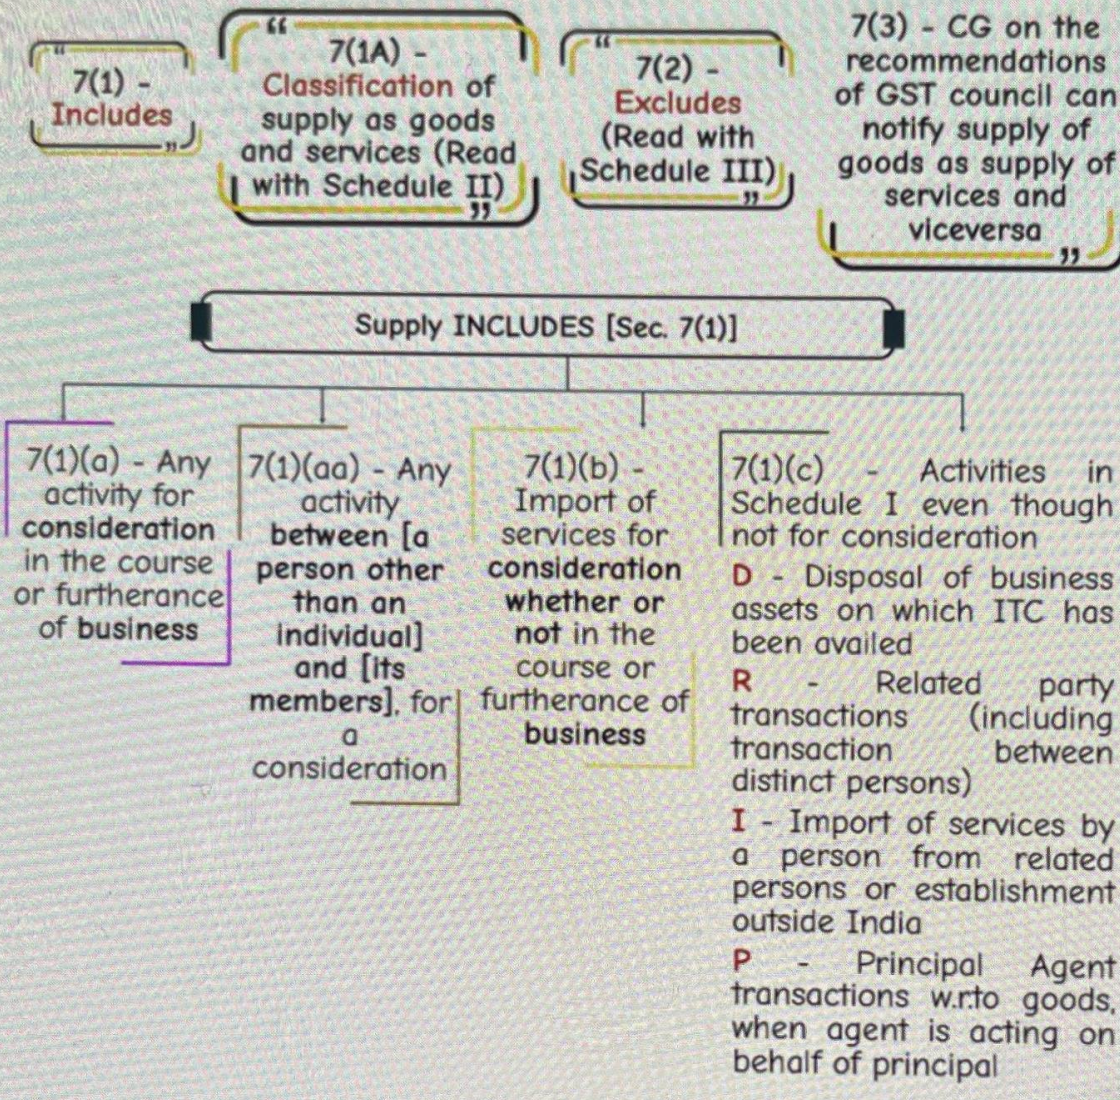 7(1) -
Includes
7(1A) -
Classification of
supply as goods
and services (Read
with Schedule II)
7(2) -
Excludes
(Read with
Schedule III)
7(3) - CG on the
recommendations
of GST council can
notify supply of
goods as supply of
services and
viceversa
Supply INCLUDES [Sec. 7(1)]
7(1)(a) - Any
activity for
consideration
in the course
or furtherance
of business
7(1)(aa) - Any
activity
between [a
person other
than an
individual]
and [its
members], for
a
consideration
7(1)(b) -
Import of
services for
consideration
whether or
not in the
course or
furtherance of
business
7(1)(c) - Activities in
Schedule I even though
not for consideration
D - Disposal of business
assets on which ITC has
been availed
R - Related party
transactions (including
transaction between
distinct persons)
I - Import of services by
a person from related
persons or establishment
outside India
P - Principal Agent
transactions w.r.to goods,
when agent is acting on
behalf of principal